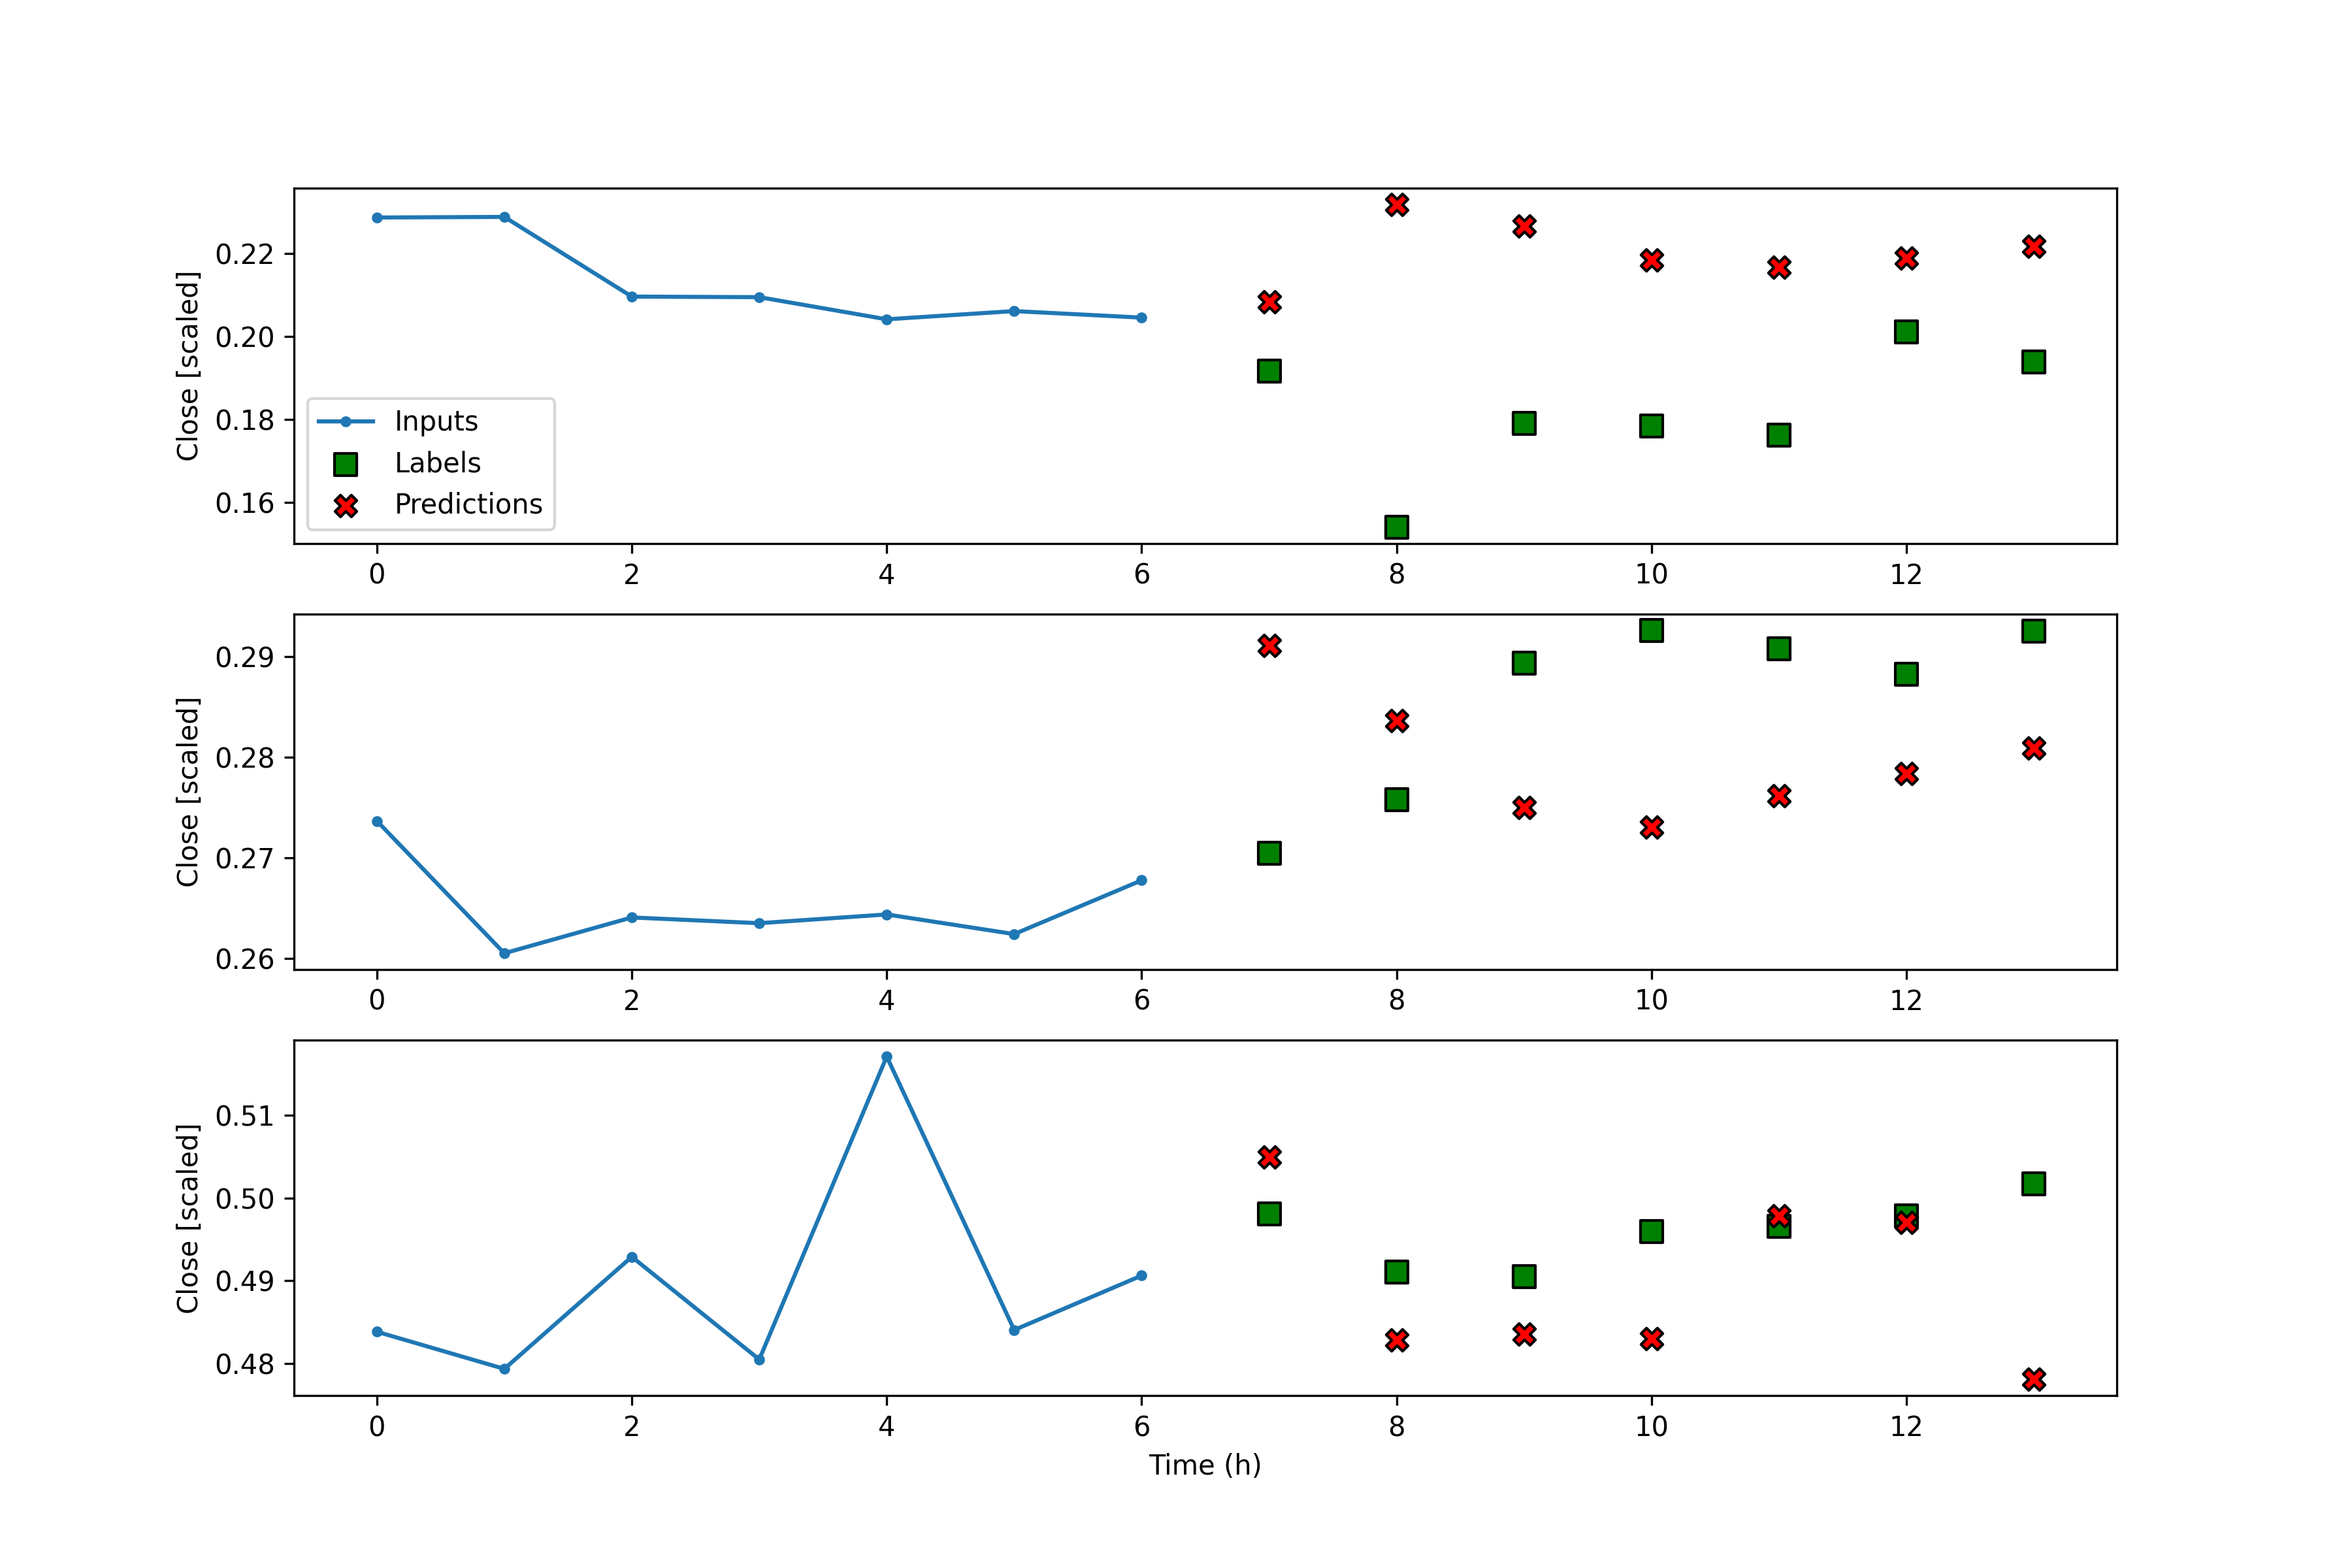 Close [scaled]
0.22
0.20
0.18
0.16
Inputs
Labels
Predictions
0 2 4 6 8 10 12
Close [scaled]
0.29
0.28
0.27
0.26
0 2 4 6 8 10 12
Close [scaled]
0.51
0.50
0.49
0.48
0 2 4 6 8 10 12
Time (h)